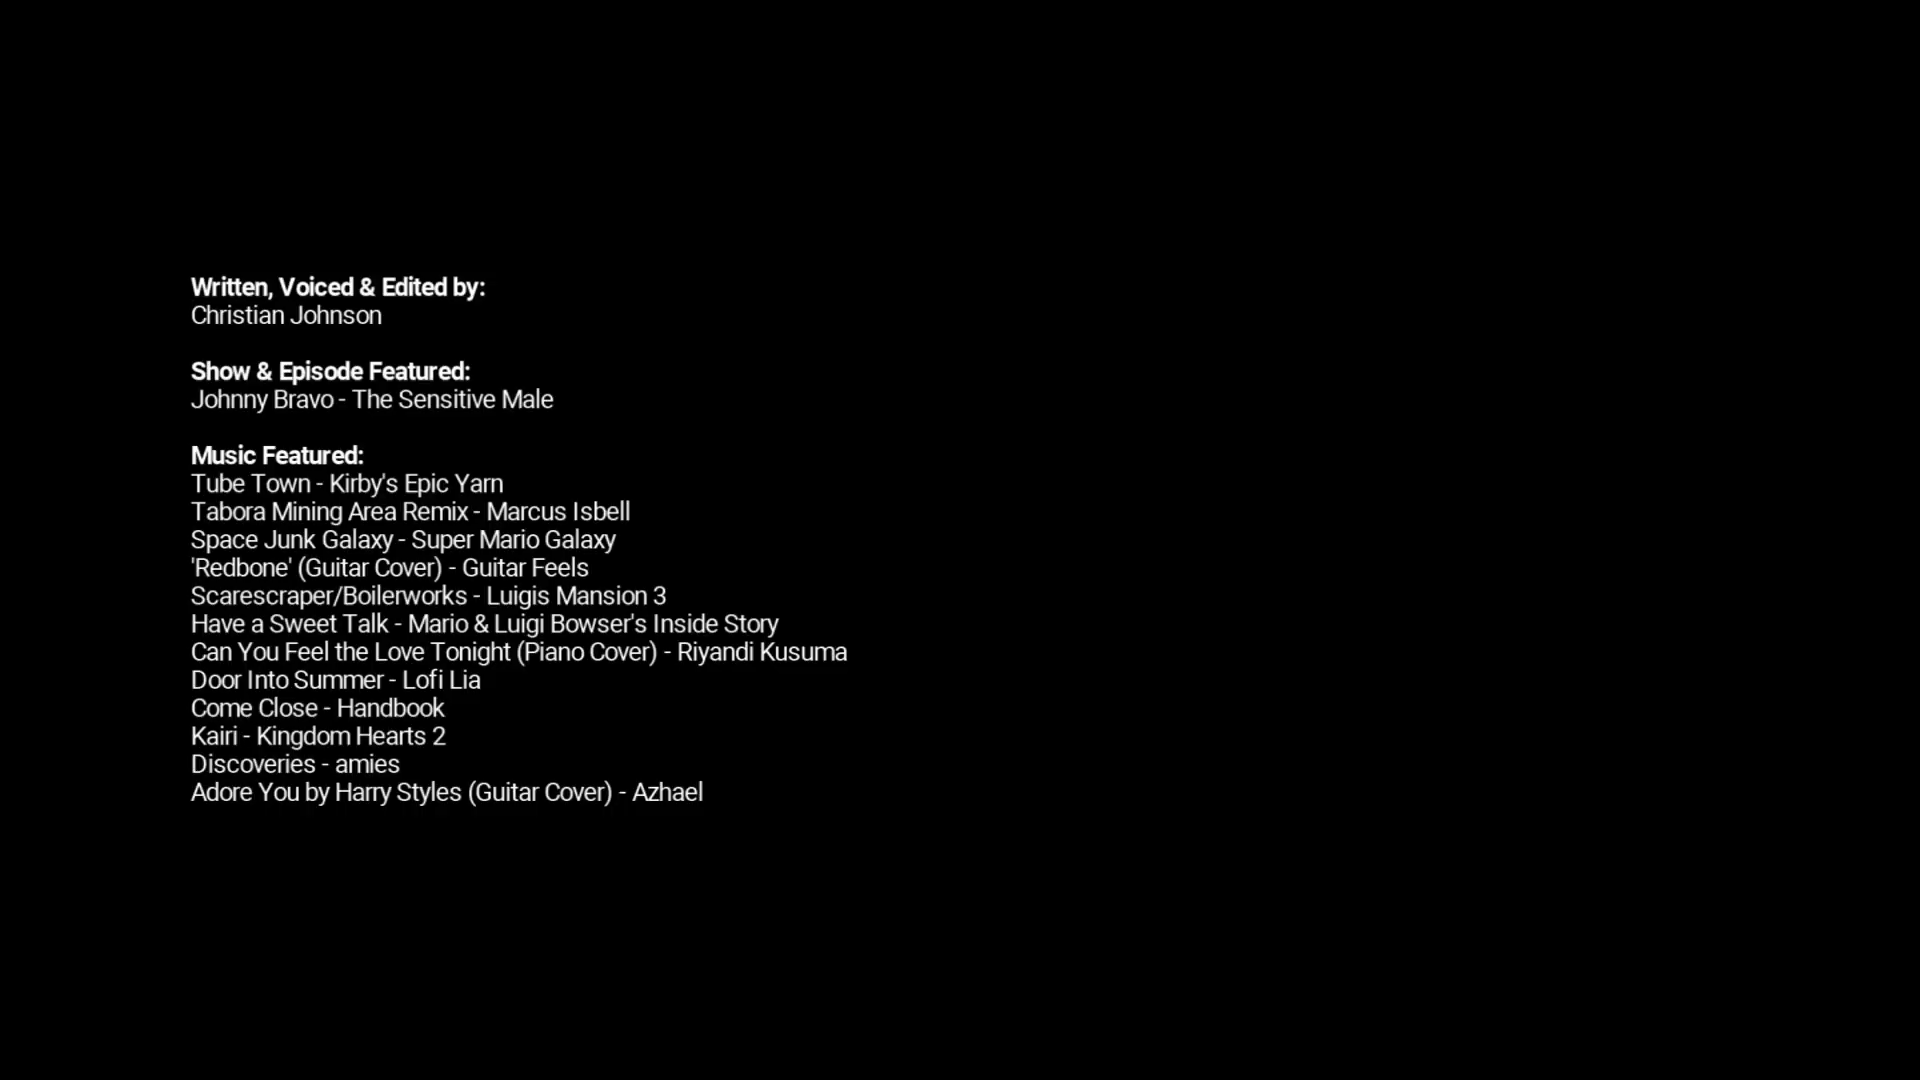 Written, Voiced & Edited by:
Christian Johnson
Show & Episode Featured:
Johnny Bravo - The Sensitive Male
Music Featured:
Tube Town - Kirby's Epic Yarn
Tabora Mining Area Remix - Marcus Isbell
Space Junk Galaxy - Super Mario Galaxy
'Redbone' (Guitar Cover) - Guitar Feels
Scarescraper/Boilerworks - Luigis Mansion 3
Have a Sweet Talk - Mario & Luigi Bowser's Inside Story
Can You Feel the Love Tonight (Piano Cover) - Riyandi Kusuma
Door Into Summer - Lofi Lia
Come Close - Handbook
Kairi - Kingdom Hearts 2
Discoveries - amies
Adore You by Harry Styles (Guitar Cover) - Azhael